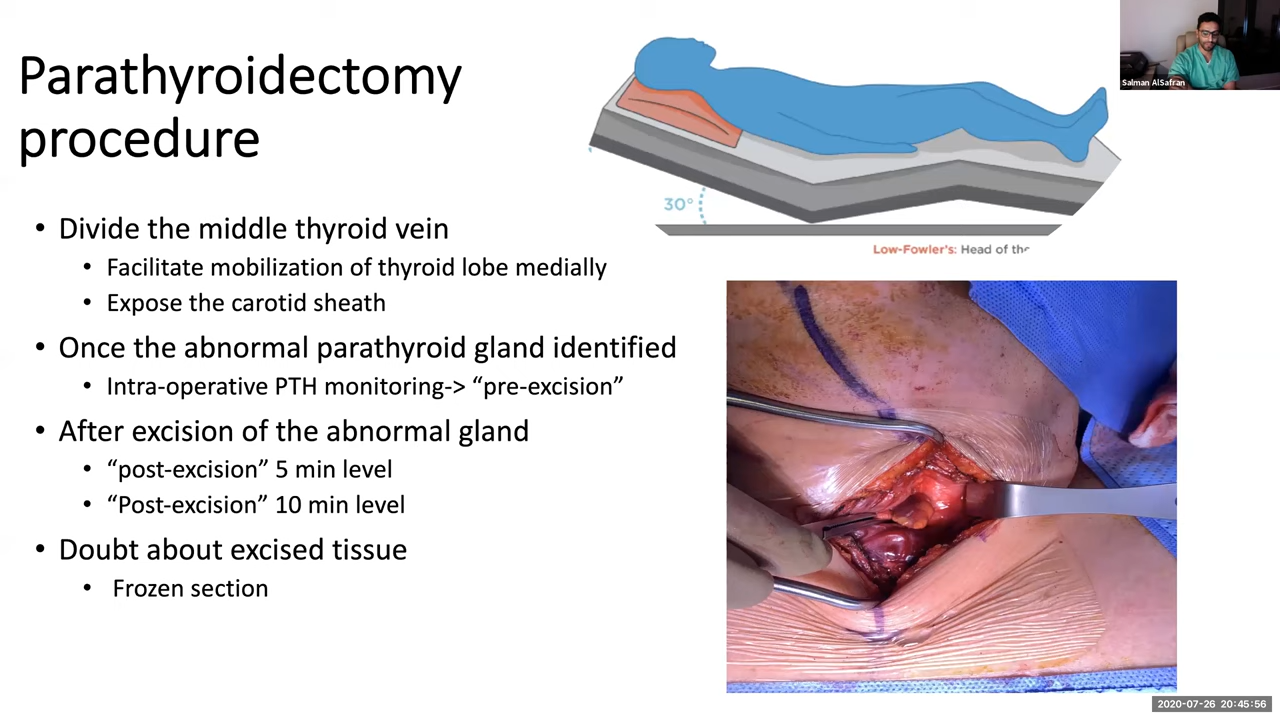 Parathyroidectomy
procedure
• Divide the middle thyroid vein
• Facilitate mobilization of thyroid lobe medially
• Expose the carotid sheath
• Once the abnormal parathyroid gland identified
• Intra-operative PTH monitoring-> “pre-excision”
• After excision of the abnormal gland
• “post-excision” 5 min level
• “Post-excision” 10 min level
• Doubt about excised tissue
• Frozen section
30°
Low-Fowler's: Head of the
Salman AlSafran
2020-07-26 20:45:56